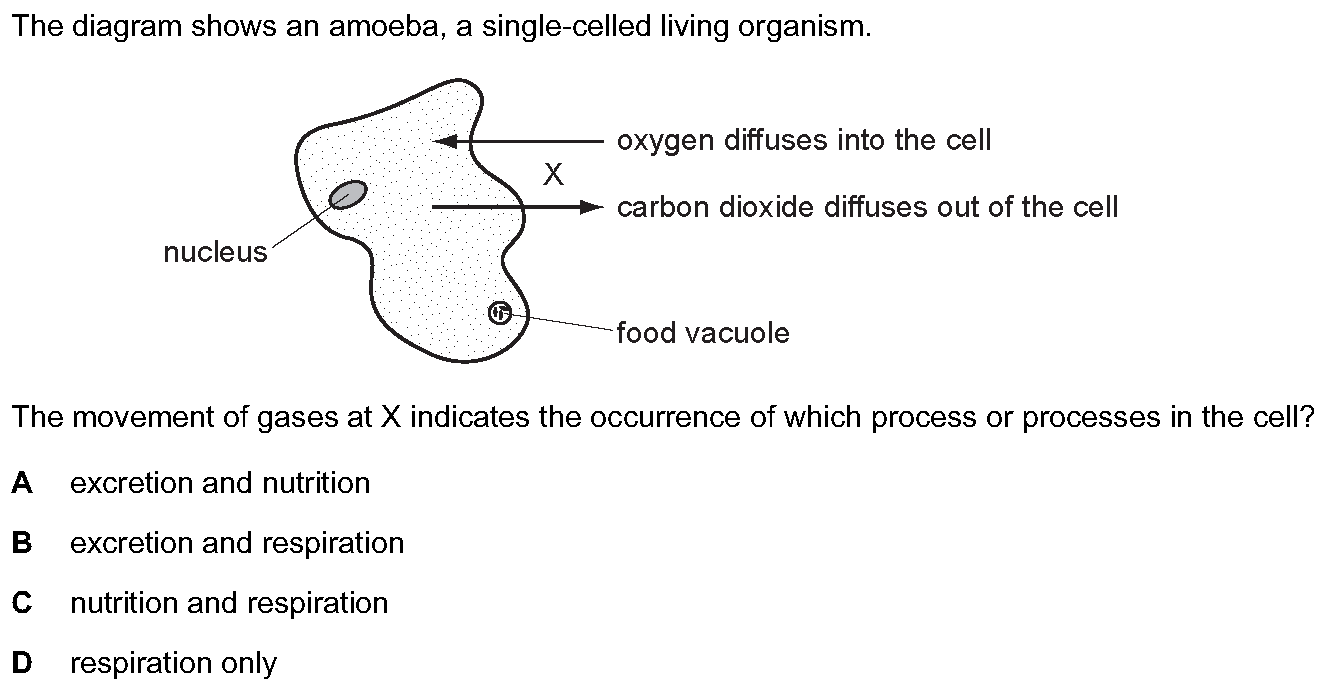 The diagram shows an amoeba, a single-celled living organism.
oxygen diffuses into the cell
X
carbon dioxide diffuses out of the cell
nucleus
food vacuole
The movement of gases at X indicates the occurrence of which process or processes in the cell?
A excretion and nutrition
B excretion and respiration
C nutrition and respiration
D respiration only